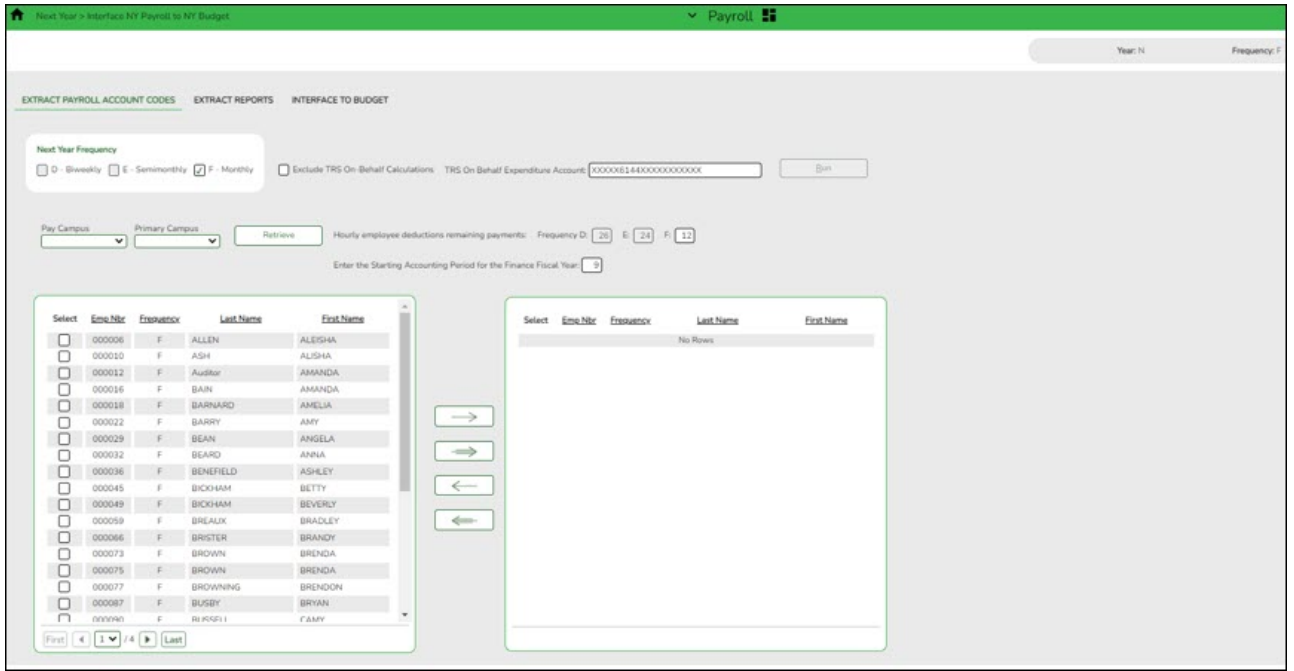 Next Year > Interface NY Payroll to NY Budget
Payroll
Year: N Frequency: F
EXTRACT PAYROLL ACCOUNT CODES EXTRACT REPORTS INTERFACE TO BUDGET
Next Year Frequency
D - Biweekly E - Semimonthly F - Monthly Exclude TRS On-Behalf Calculations TRS On Behalf Expenditure Account: XXXXX6144XXXXXXXXXXX Run
Pay Campus Primary Campus
Retrieve Hourly employee deductions remaining payments: Frequency D: 26 E: 24 F: 12
Enter the Starting Accounting Period for the Finance Fiscal Year: 9
Select Emp Nbr Frequency Last Name First Name
000006 F ALLEN ALEISHA
000010 F ASH ALISHA
000012 F Auditor AMANDA
000016 F BAIN AMANDA
000018 F BARNARD AMELIA
000022 F BARRY AMY
000029 F BEAN ANGELA
000032 F BEARD ANNA
000036 F BENEFIELD ASHLEY
000045 F BICKHAM BETTY
000049 F BICKHAM BEVERLY
000059 F BREAUX BRADLEY
000066 F BRISTER BRANDY
000073 F BROWN BRENDA
000075 F BROWN BRENDA
000077 F BROWNING BRENDON
000087 F BUSBY BRYAN
000090 F BUSSELL CAMY
First 1 / 4 Last
Select Emp Nbr Frequency Last Name First Name
No Rows